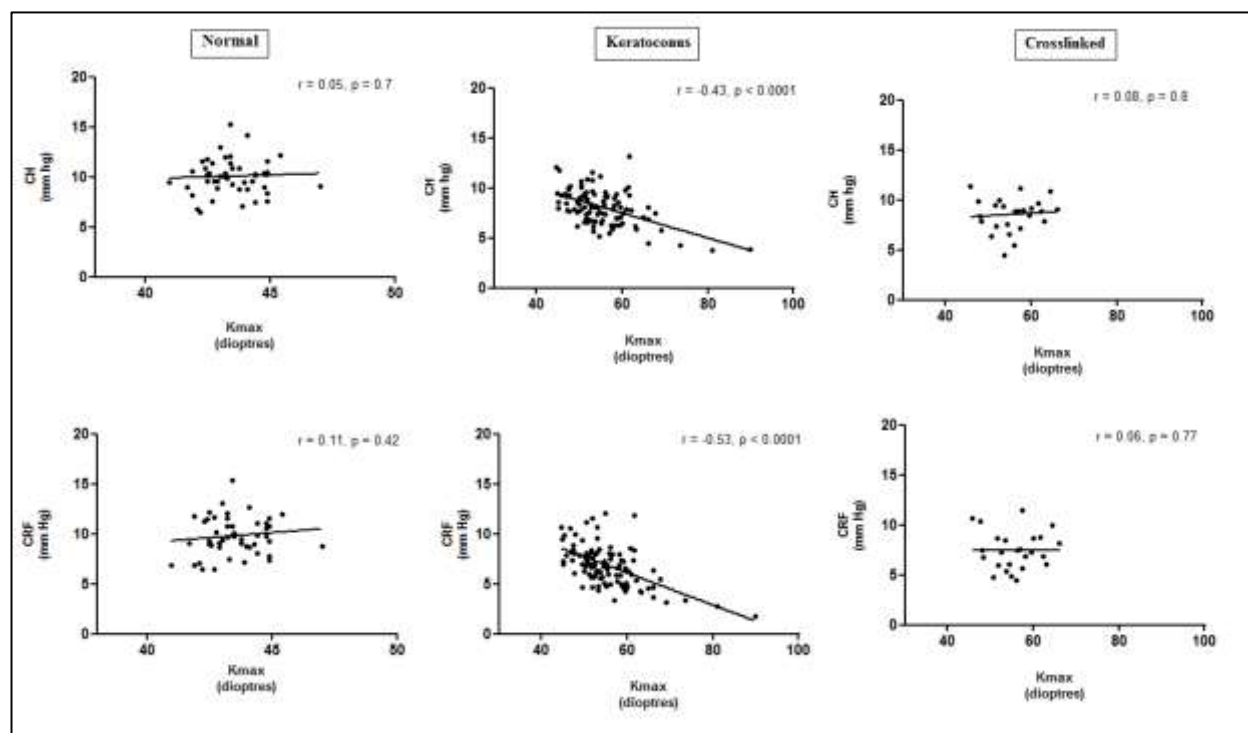 Normal
Keratoconus
Crosslinked
r = 0.05, p = 0.7
20
15
10
5
0
CH
(mm hg)
40
45
50
Kmax
(dioptres)
r = -0.43, p < 0.0001
20
15
10
5
0
CH
(mm hg)
40
60
80
100
Kmax
(dioptres)
r = 0.08, p = 0.8
20
15
10
5
0
CH
(mm Hg)
40
60
80
100
Kmax
(dioptres)
r = 0.11, p = 0.42
20
15
10
5
0
CRF
(mm Hg)
40
45
50
Kmax
(dioptres)
r = -0.53, p < 0.0001
20
15
10
5
0
CRF
(mm Hg)
40
60
80
100
Kmax
(dioptres)
r = 0.06, p = 0.77
20
15
10
5
0
CRF
(mm Hg)
40
60
80
100
Kmax
(dioptres)